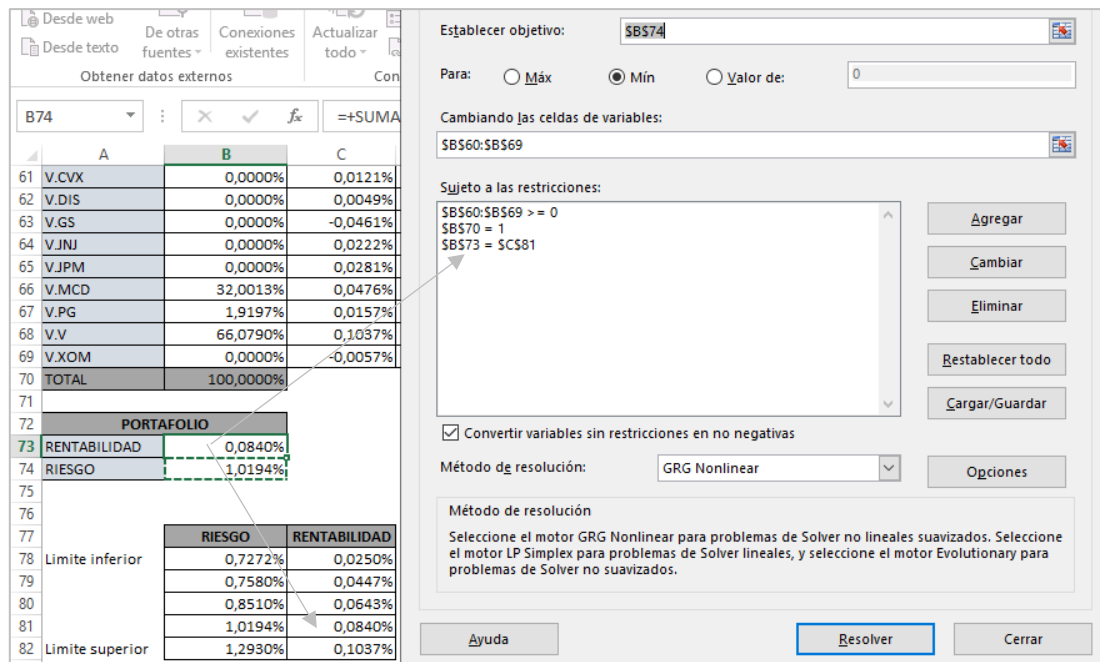 Desde web
Desde texto
De otras fuentes
Conexiones existentes
Actualizar todo
Obtener datos externos
Con
B74
fx
=+SUMA
A B C
61 V.CVX 0,0000% 0,0121%
62 V.DIS 0,0000% 0,0049%
63 V.GS 0,0000% -0,0461%
64 V.JNJ 0,0000% 0,0222%
65 V.JPM 0,0000% 0,0281%
66 V.MCD 32,0013% 0,0476%
67 V.PG 1,9197% 0,0157%
68 V.V 66,0790% 0,1037%
69 V.XOM 0,0000% -0,0057%
70 TOTAL 100,0000%
71
72 PORTAFOLIO
73 RENTABILIDAD 0,0840%
74 RIESGO 1,0194%
75
76
77 RIESGO RENTABILIDAD
78 Limite inferior 0,7272% 0,0250%
79 0,7580% 0,0447%
80 0,8510% 0,0643%
81 1,0194% 0,0840%
82 Limite superior 1,2930% 0,1037%
Establecer objetivo: $B$74
Para: Máx Mín Valor de: 0
Cambiando las celdas de variables:
$B$60:$B$69
Sujeto a las restricciones:
$B$60:$B$69 >= 0
$B$70 = 1
$B$73 = $C$81
Agregar
Cambiar
Eliminar
Restablecer todo
Cargar/Guardar
Convertir variables sin restricciones en no negativas
Método de resolución: GRG Nonlinear
Opciones
Método de resolución
Seleccione el motor GRG Nonlinear para problemas de Solver no lineales suavizados. Seleccione
el motor LP Simplex para problemas de Solver lineales, y seleccione el motor Evolutionary para
problemas de Solver no suavizados.
Ayuda
Resolver
Cerrar